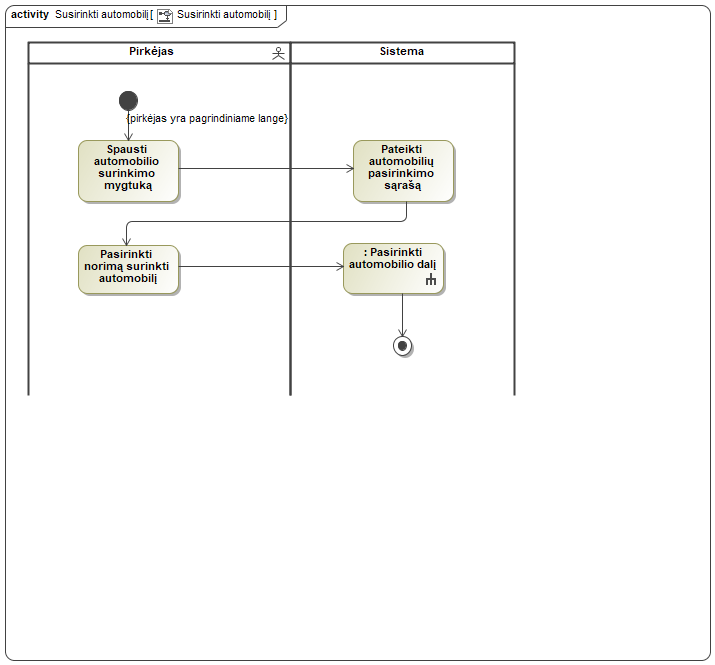 activity Susirinkti automobilį[ Susirinkti automobilį ]
Pirkėjas
Sistema
{pirkėjas yra pagrindiniame lange}
Spausti
automobilio
surinkimo
mygtuką
Pateikti
automobilių
pasirinkimo
sąrašą
Pasirinkti
norimą surinkti
automobilį
: Pasirinkti
automobilio dalį